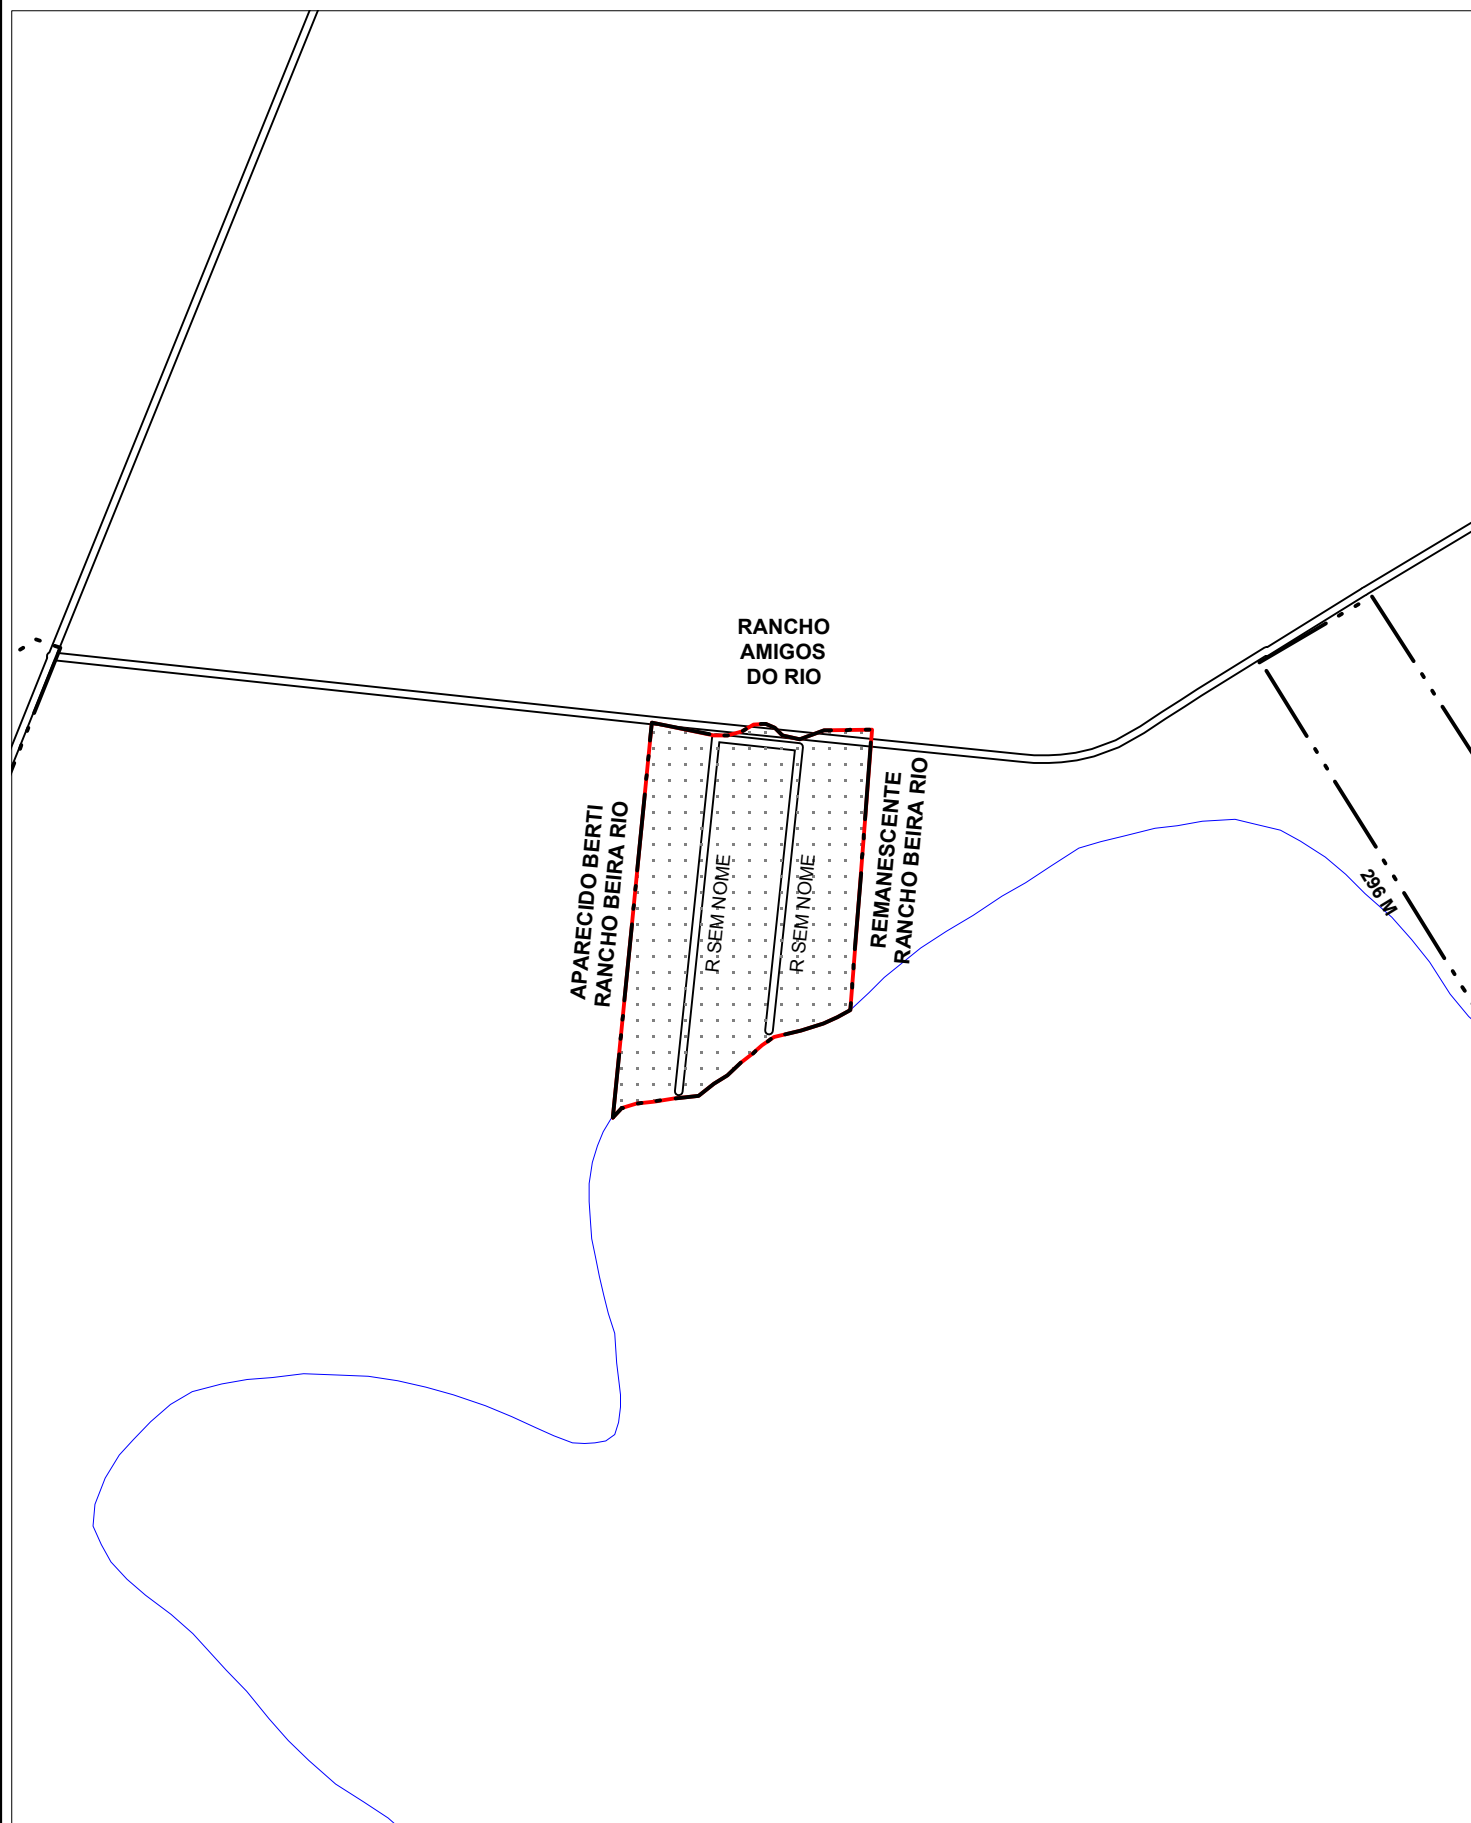 RANCHO
AMIGOS
DO RIO
APARECIDO BERTI
RANCHO BEIRA RIO
R SEM NOME
R SEM NOME
REMANESCENTE
RANCHO BEIRA RIO
296 M